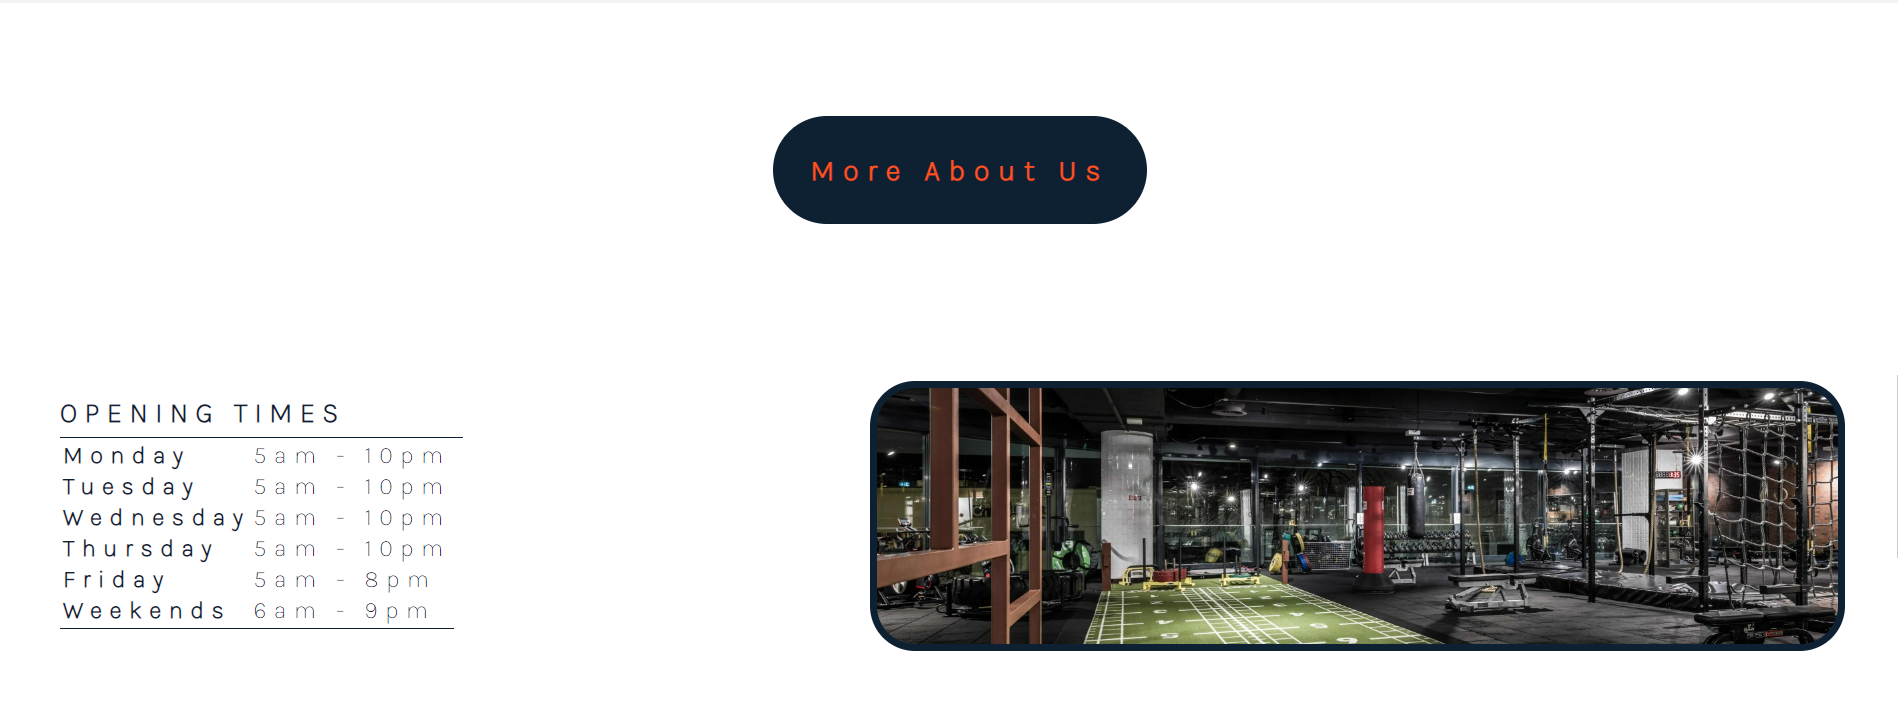 More About Us
OPENING TIMES
Monday 5am - 10pm
Tuesday 5am - 10pm
Wednesday 5am - 10pm
Thursday 5am - 10pm
Friday 5am - 8pm
Weekends 6am - 9pm